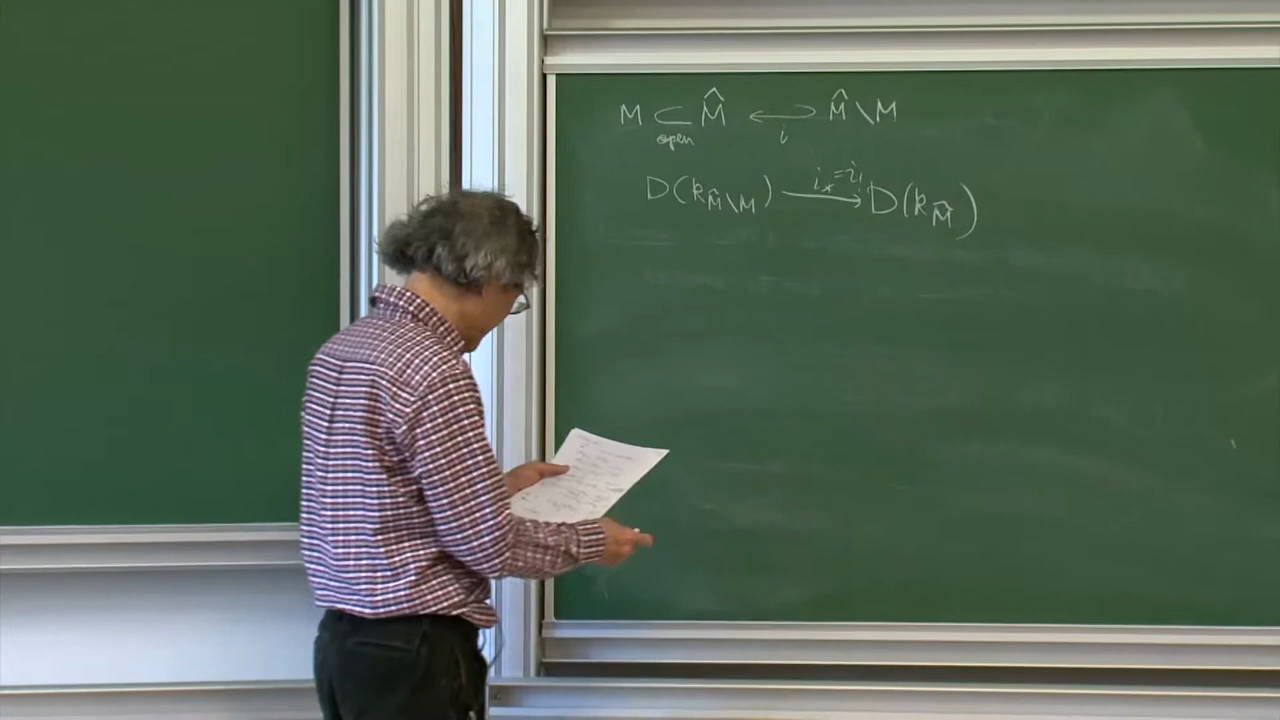 M ⊂ M̂ ↩ M̂ \ M
open i
D(k_{M̂\M}) ⟶ D(k_{M̂})
i_* = i_!